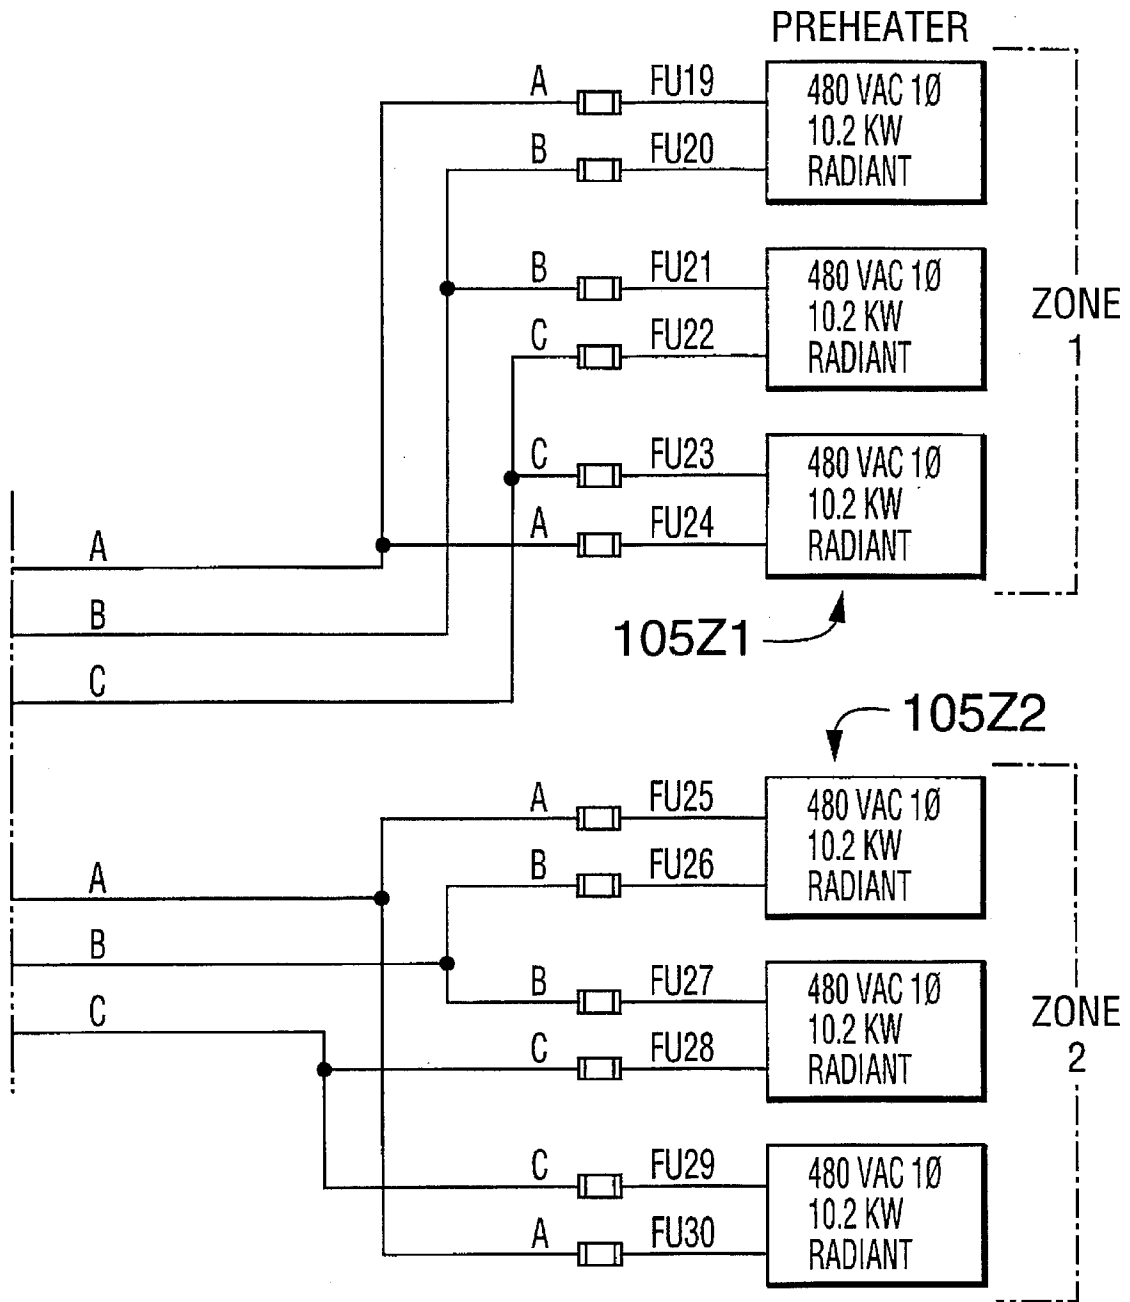 PREHEATER
A FU19
480 VAC 1Ø
10.2 KW
RADIANT
B FU20
B FU21
480 VAC 1Ø
10.2 KW
RADIANT
C FU22
ZONE
1
C FU23
480 VAC 1Ø
10.2 KW
RADIANT
A FU24
A
B
C
105Z1
105Z2
A FU25
480 VAC 1Ø
10.2 KW
RADIANT
B FU26
A
B
C
B FU27
480 VAC 1Ø
10.2 KW
RADIANT
C FU28
ZONE
2
C FU29
480 VAC 1Ø
10.2 KW
RADIANT
A FU30